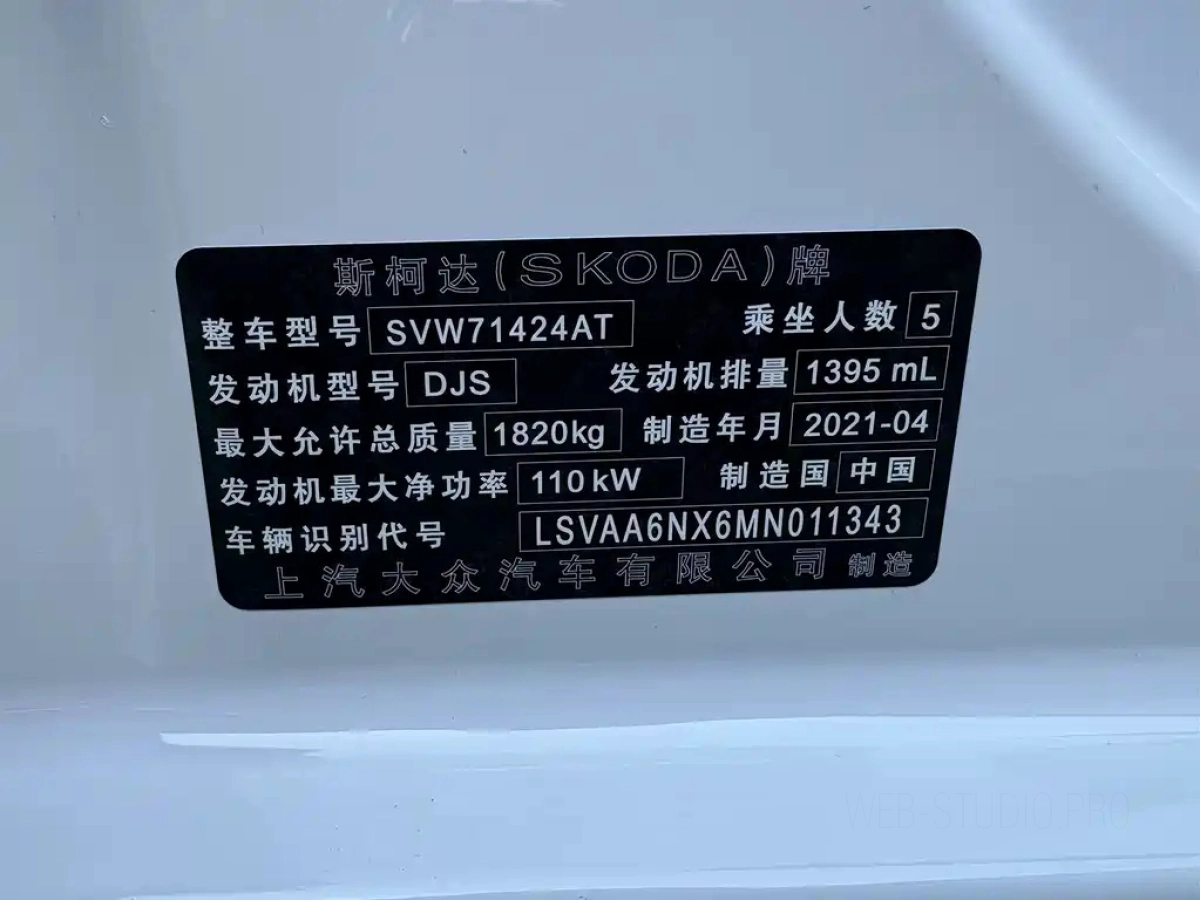 斯柯达(SKODA)牌
整车型号 SVW71424AT 乘坐人数 5
发动机型号 DJS 发动机排量 1395 mL
最大允许总质量 1820kg 制造年月 2021-04
发动机最大净功率 110kW 制造国 中国
车辆识别代号 LSVAA6NX6MN011343
上汽大众汽车有限公司 制造
WEB-STUDIO.PRO